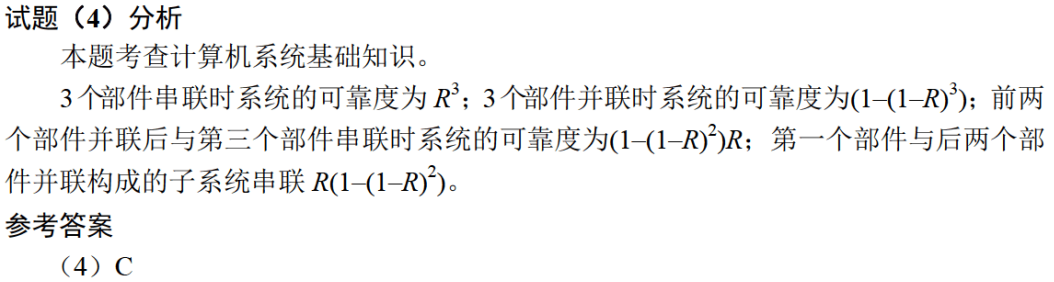 试题（4）分析
本题考查计算机系统基础知识。
3个部件串联时系统的可靠度为 R³；3个部件并联时系统的可靠度为(1–(1–R)³)；前两
个部件并联后与第三个部件串联时系统的可靠度为(1–(1–R)²)R；第一个部件与后两个部
件并联构成的子系统串联 R(1–(1–R)²)。
参考答案
（4）C